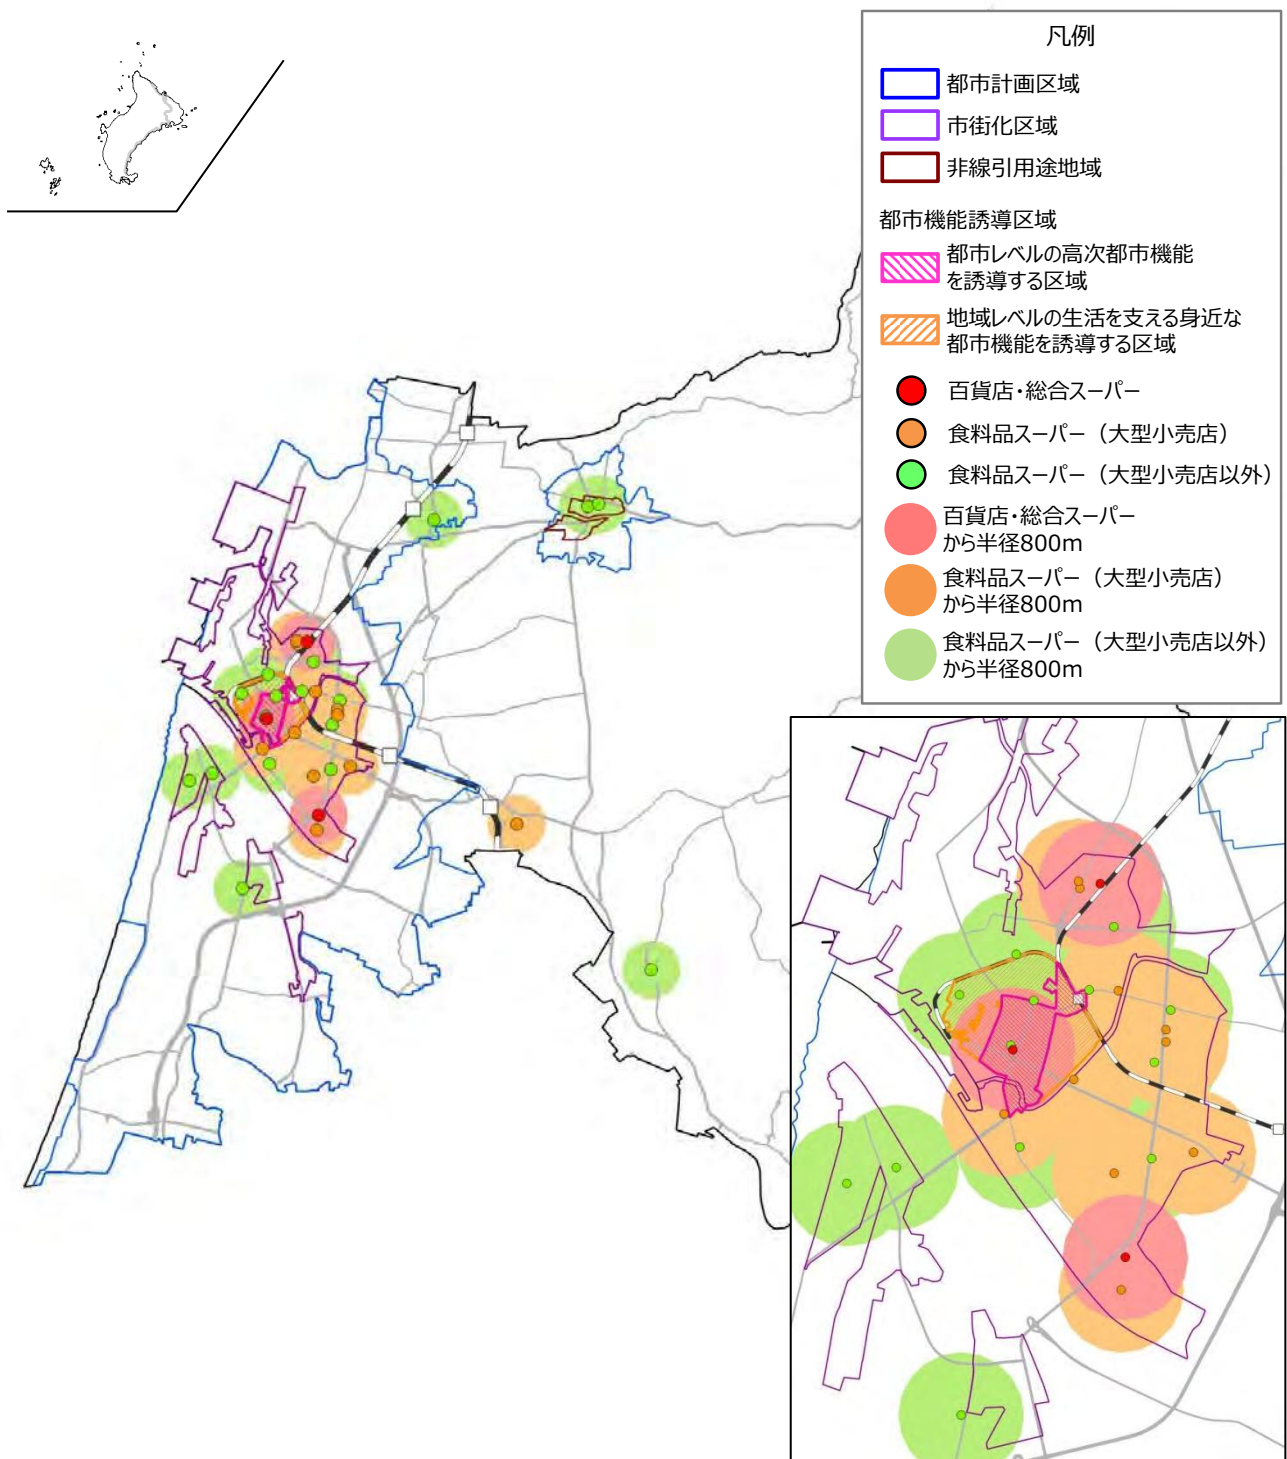 凡例
都市計画区域
市街化区域
非線引用途地域
都市機能誘導区域
都市レベルの高次都市機能
を誘導する区域
地域レベルの生活を支える身近な
都市機能を誘導する区域
百貨店・総合スーパー
食料品スーパー（大型小売店）
食料品スーパー（大型小売店以外）
百貨店・総合スーパー
から半径800m
食料品スーパー（大型小売店）
から半径800m
食料品スーパー（大型小売店以外）
から半径800m